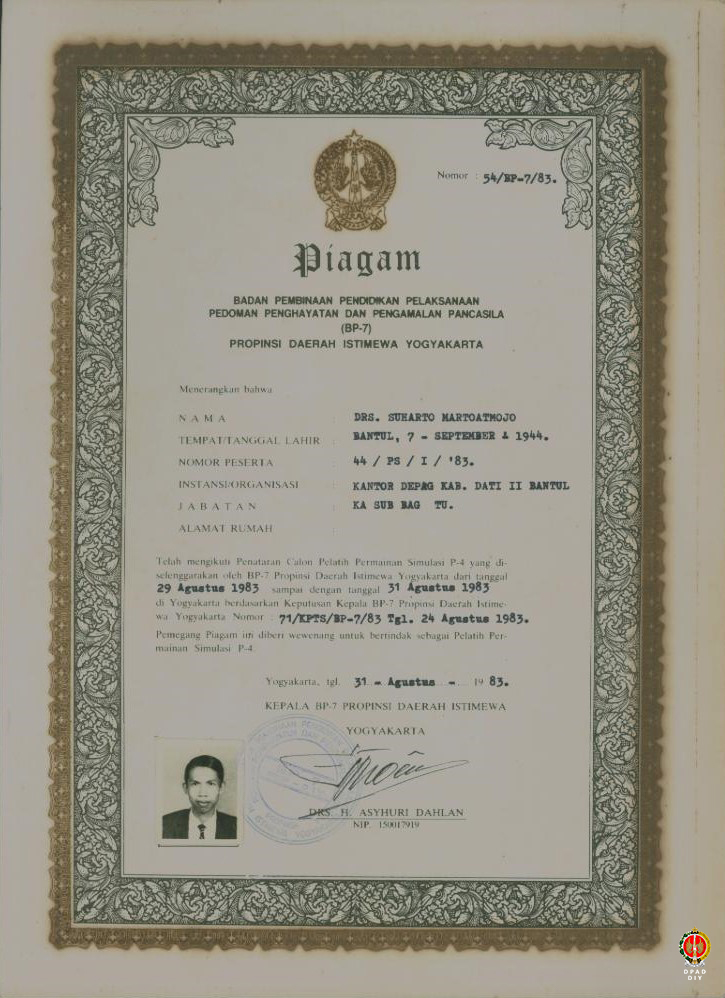 Nomor : 54/BP-7/83.
Piagam
BADAN PEMBINAAN PENDIDIKAN PELAKSANAAN
PEDOMAN PENGHAYATAN DAN PENGAMALAN PANCASILA
(BP-7)
PROPINSI DAERAH ISTIMEWA YOGYAKARTA
Menerangkan bahwa
NAMA : DRS. SUHARTO MARTOATMOJO
TEMPAT/TANGGAL LAHIR : BANTUL, 7 - SEPTEMBER 1944.
NOMOR PESERTA : 44 / PS / I / '83.
INSTANSI/ORGANISASI : KANTOR DEPAG KAB. DATI II BANTUL
JABATAN : KA SUB BAG TU.
ALAMAT RUMAH :
Telah mengikuti Penataran Calon Pelatih Permainan Simulasi P-4 yang di-
selenggarakan oleh BP-7 Propinsi Daerah Istimewa Yogyakarta dari tanggal
29 Agustus 1983 sampai dengan tanggal 31 Agustus 1983
di Yogyakarta berdasarkan Keputusan Kepala BP-7 Propinsi Daerah Istime-
wa Yogyakarta Nomor : 71/KPTS/BP-7/83 Tgl. 24 Agustus 1983.
Pemegang Piagam ini diberi wewenang untuk bertindak sebagai Pelatih Per-
mainan Simulasi P-4.
Yogyakarta, tgl. 31 - Agustus - 19 83.
KEPALA BP-7 PROPINSI DAERAH ISTIMEWA
YOGYAKARTA
DRS. H. ASYHURI DAHLAN
NIP. 150017919
DPAD
DIY